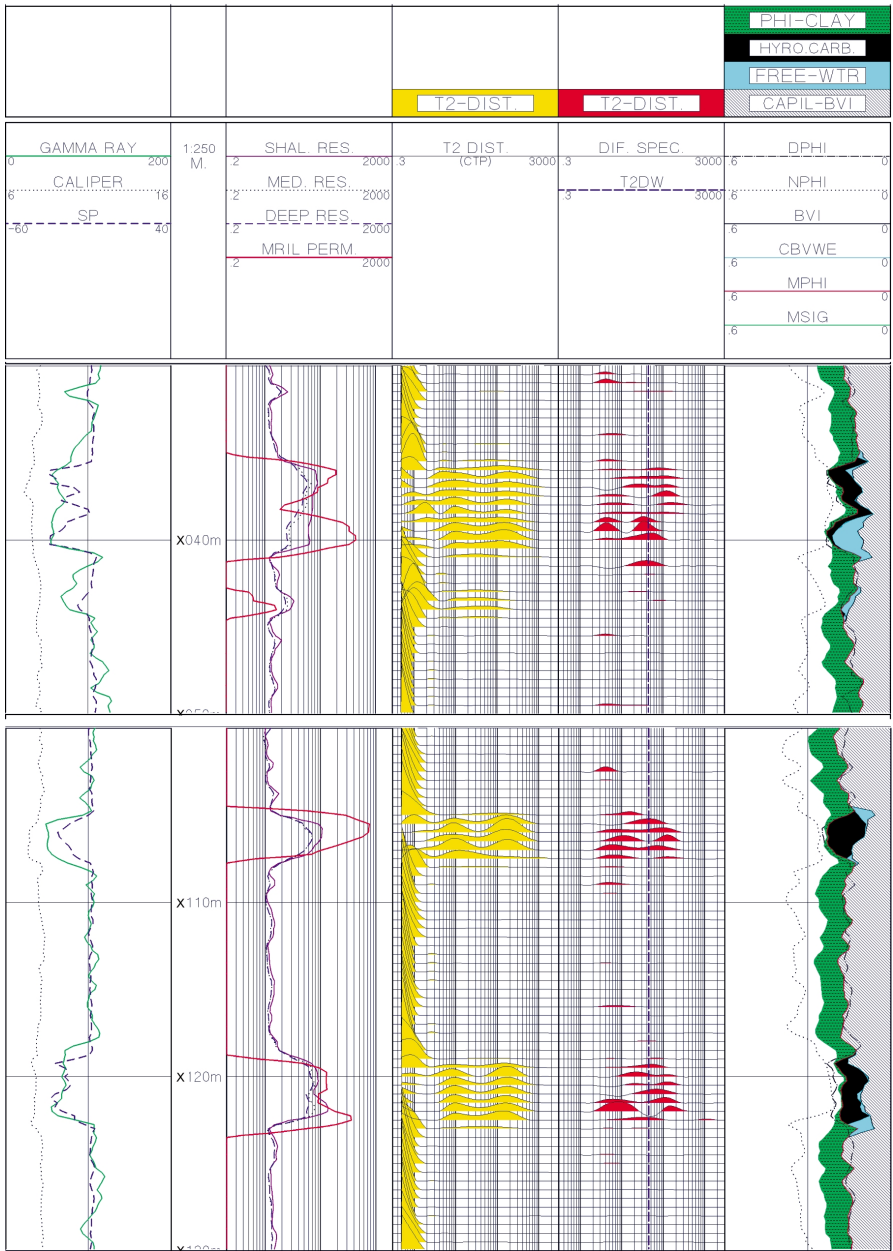 PHI-CLAY
HYRO.CARB.
FREE-WTR
T2-DIST.
T2-DIST.
CAPIL-BVI
GAMMA RAY
0 200
CALIPER
6 16
SP
-60 40
1:250
M.
SHAL. RES.
.2 2000
MED. RES.
.2 2000
DEEP RES.
.2 2000
MRIL PERM.
.2 2000
T2 DIST.
(CTP)
.3 3000
DIF. SPEC.
.3 3000
T2DW
.3 3000
DPHI
.6 0
NPHI
.6 0
BVI
.6 0
CBVWE
.6 0
MPHI
.6 0
MSIG
.6 0
X040m
X110m
X120m